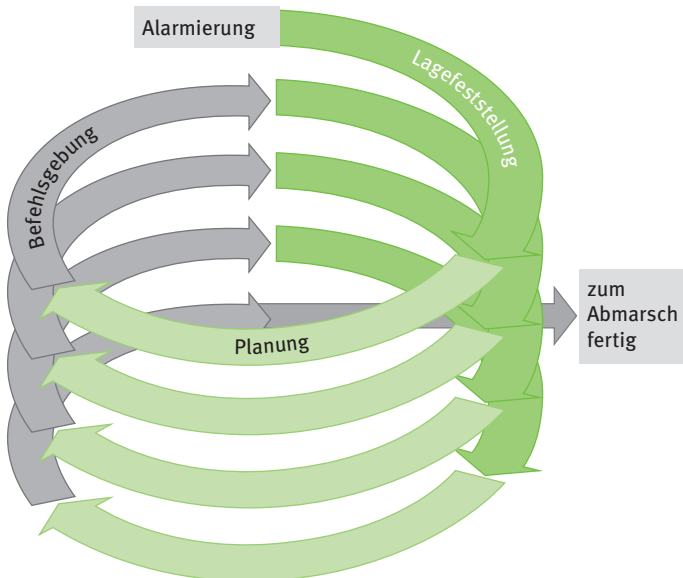 Alarmierung
Lagefeststellung
Befehlsgebung
Planung
zum
Abmarsch
fertig